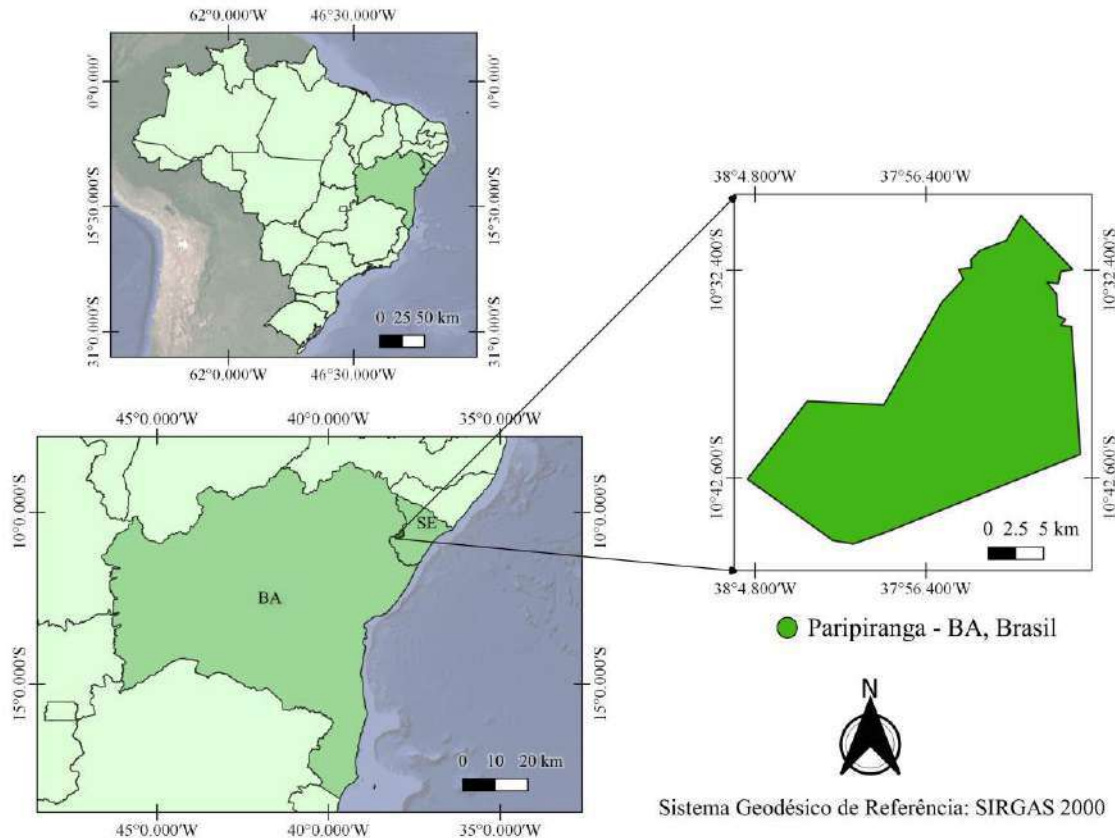 62°0.000'W 46°30.000'W
0°0.000'
15°30.000'S
31°0.000'S
0°0.000'
15°30.000'S
31°0.000'S
0 25 50 km
62°0.000'W 46°30.000'W
45°0.000'W 40°0.000'W 35°0.000'W
10°0.000'S
15°0.000'S
SE
BA
10°0.000'S
15°0.000'S
0 10 20 km
45°0.000'W 40°0.000'W 35°0.000'W
38°4.800'W 37°56.400'W
10°32.400'S
10°42.600'S
10°32.400'S
10°42.600'S
0 2.5 5 km
38°4.800'W 37°56.400'W
Paripiranga - BA, Brasil
N
Sistema Geodésico de Referência: SIRGAS 2000